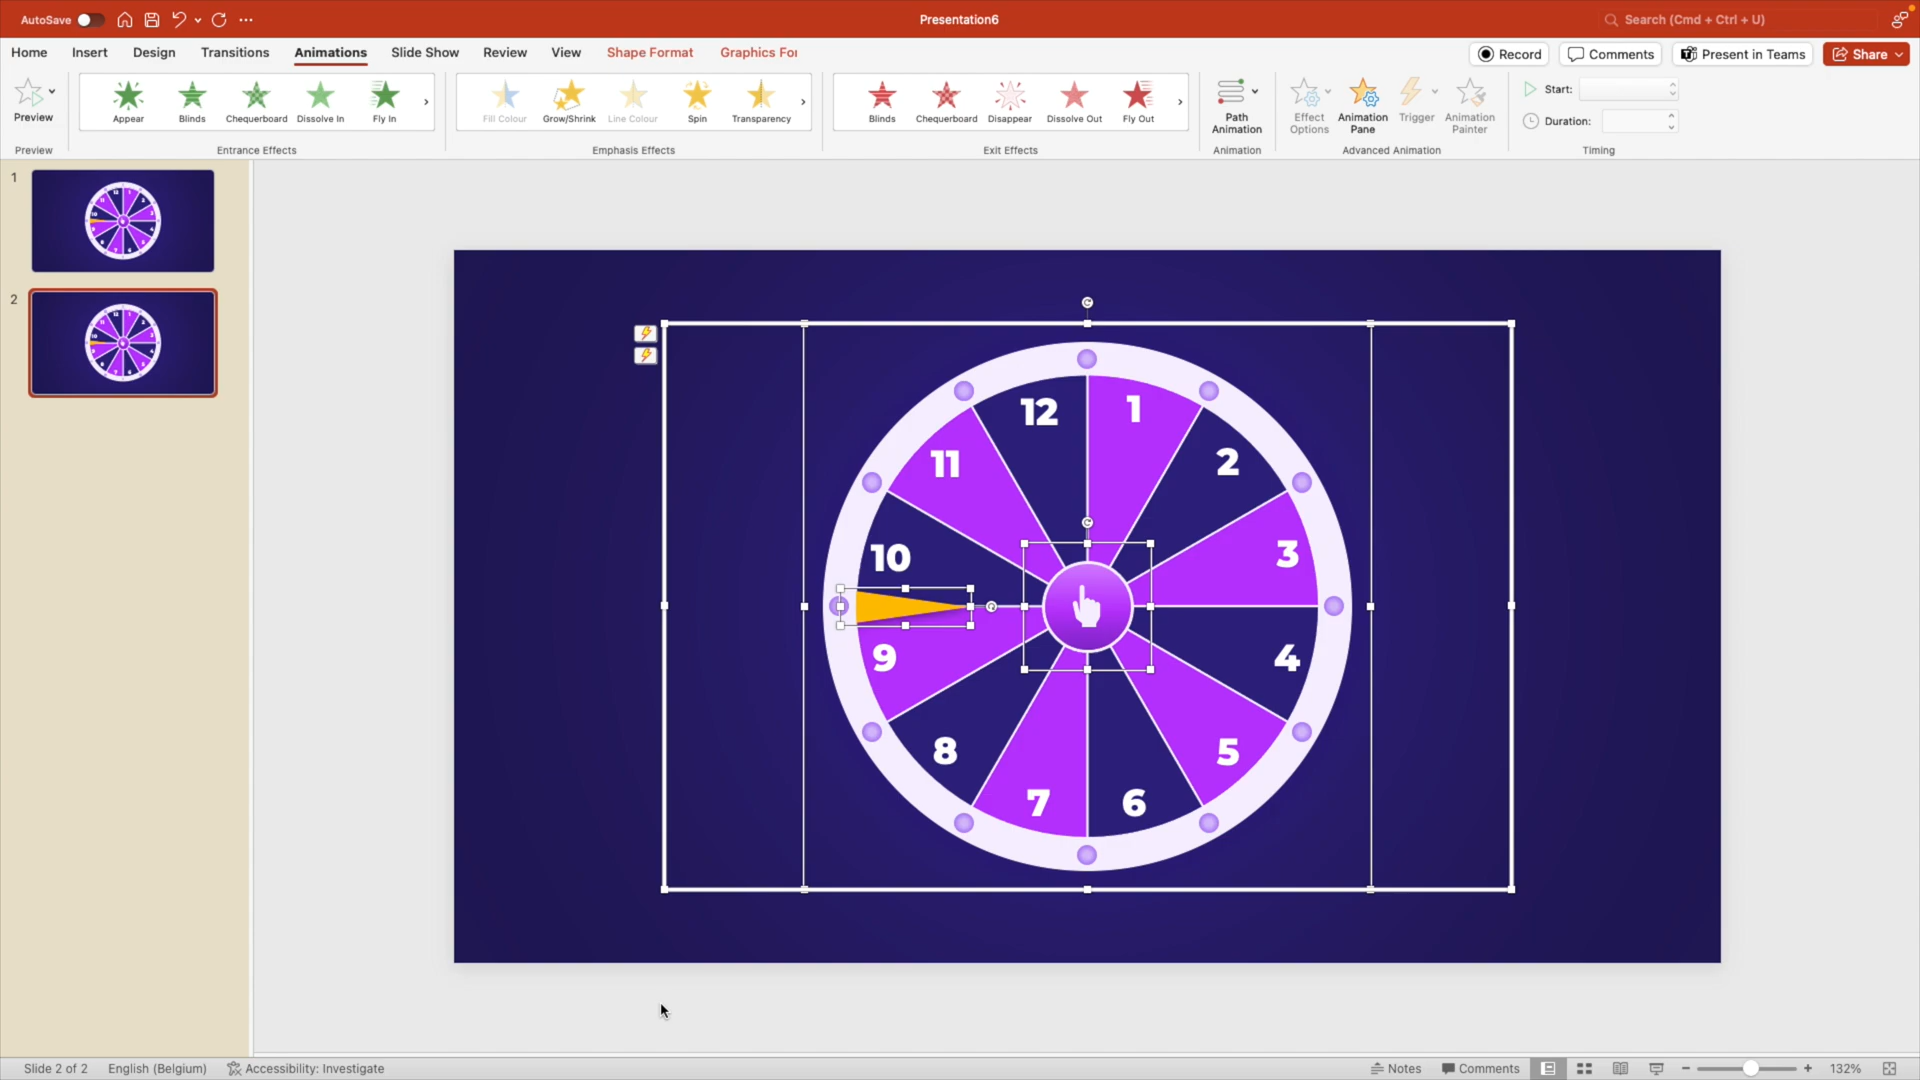 AutoSave
Presentation6
Search (Cmd + Ctrl + U)
Home Insert Design Transitions Animations Slide Show Review View Shape Format Graphics For
Record Comments Present in Teams Share
Preview
Appear Blinds Chequerboard Dissolve In Fly In
Fill Colour Grow/Shrink Line Colour Spin Transparency
Blinds Chequerboard Disappear Dissolve Out Fly Out
Path Animation
Effect Options
Animation Pane
Trigger
Animation Painter
Start:
Duration:
Preview Entrance Effects Emphasis Effects Exit Effects Animation Advanced Animation Timing
1
2
12 1
11 2
10 3
9 4
8 5
7 6
Slide 2 of 2 English (Belgium) Accessibility: Investigate
Notes Comments 132%